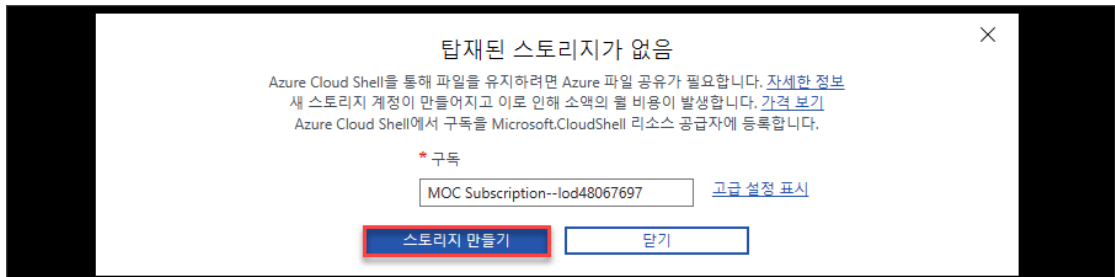 탑재된 스토리지가 없음
Azure Cloud Shell을 통해 파일을 유지하려면 Azure 파일 공유가 필요합니다. 자세한 정보
새 스토리지 계정이 만들어지고 이로 인해 소액의 월 비용이 발생합니다. 가격 보기
Azure Cloud Shell에서 구독을 Microsoft.CloudShell 리소스 공급자에 등록합니다.
* 구독
MOC Subscription--lod48067697 고급 설정 표시
스토리지 만들기 닫기